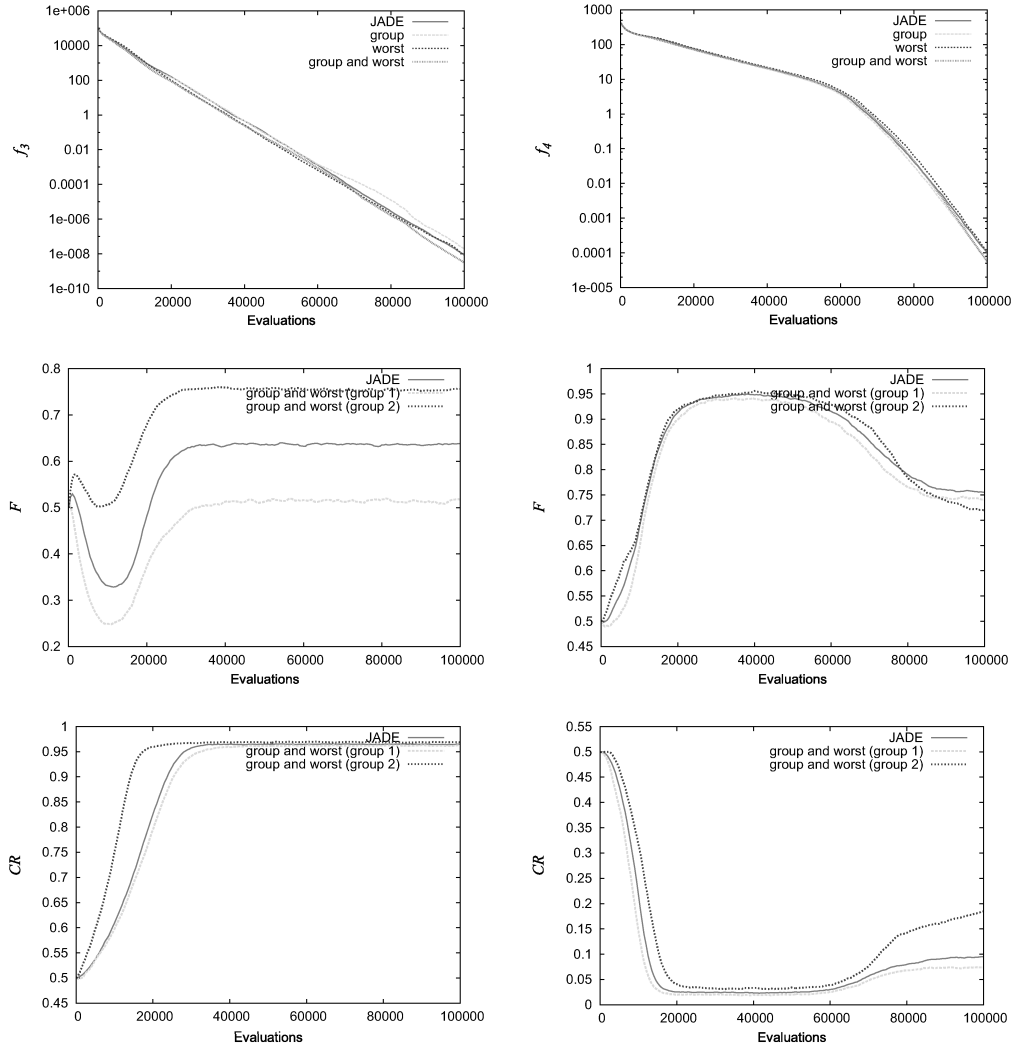 1e+006
10000
100
1
0.01
0.0001
1e-006
1e-008
1e-010
f3
0 20000 40000 60000 80000 100000
Evaluations
JADE
group
worst
group and worst
1000
100
10
1
0.1
0.01
0.001
0.0001
1e-005
f4
0 20000 40000 60000 80000 100000
Evaluations
JADE
group
worst
group and worst
0.8
0.7
0.6
0.5
0.4
0.3
0.2
F
0 20000 40000 60000 80000 100000
Evaluations
JADE
group and worst (group 1)
group and worst (group 2)
1
0.95
0.9
0.85
0.8
0.75
0.7
0.65
0.6
0.55
0.5
0.45
F
0 20000 40000 60000 80000 100000
Evaluations
JADE
group and worst (group 1)
group and worst (group 2)
1
0.95
0.9
0.85
0.8
0.75
0.7
0.65
0.6
0.55
0.5
0.45
CR
0 20000 40000 60000 80000 100000
Evaluations
JADE
group and worst (group 1)
group and worst (group 2)
0.55
0.5
0.45
0.4
0.35
0.3
0.25
0.2
0.15
0.1
0.05
0
CR
0 20000 40000 60000 80000 100000
Evaluations
JADE
group and worst (group 1)
group and worst (group 2)